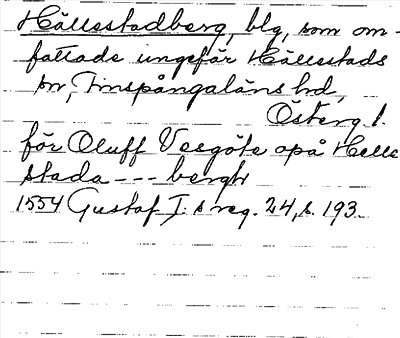 Hällestadberg, blg, som om-
fattade ungefär Hällestads
sn, Finspångaläns hd,
Österg. l.
för Oluff Vesgöte opå Helle
stada --- bergh
1554 Gustaf I:s reg. 24, s. 193.